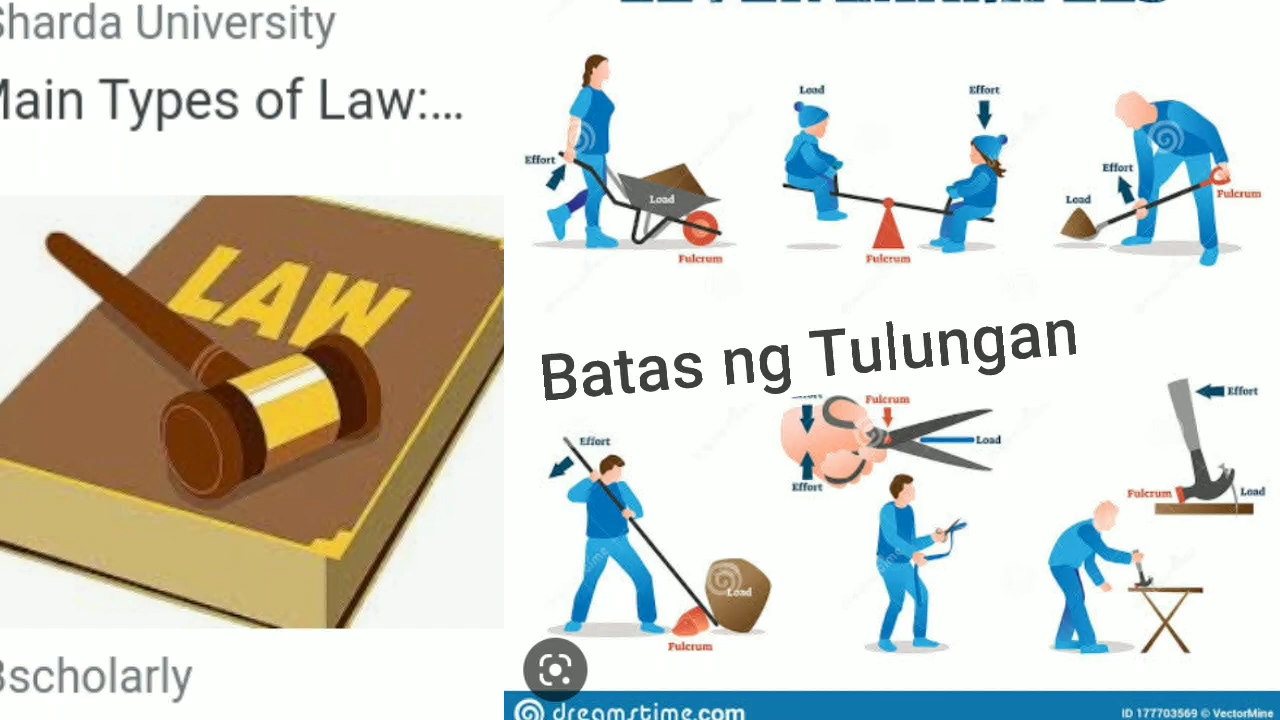 Sharda University
Main Types of Law:...
LAW
3scholarly
Effort
Load
Fulcrum
Load
Effort
Fulcrum
Effort
Load
Fulcrum
Batas ng Tulungan
Effort
Load
Fulcrum
Fulcrum
Load
Effort
Effort
Fulcrum
Load
dreamstime.com
ID 177703569 © VectorMine